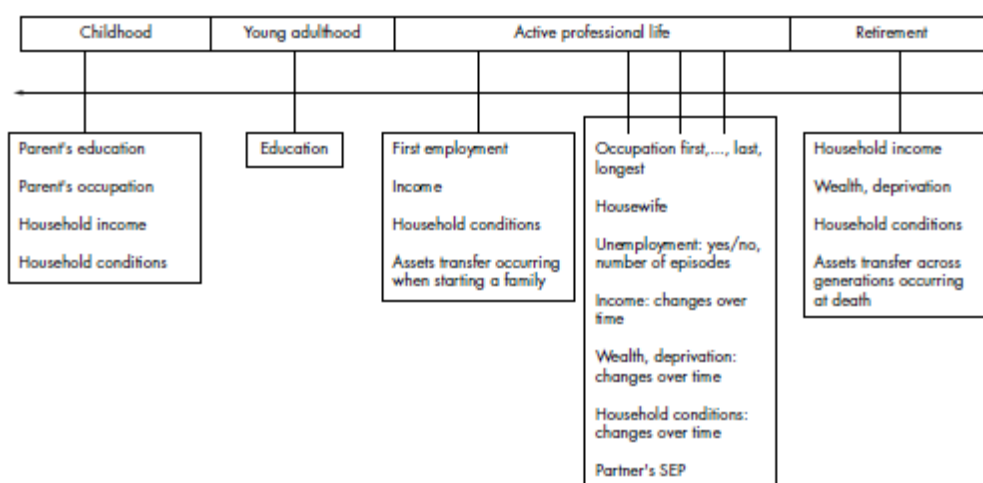 Childhood
Young adulthood
Active professional life
Retirement
Parent's education
Parent's occupation
Household income
Household conditions
Education
First employment
Income
Household conditions
Assets transfer occurring
when starting a family
Occupation first,..., last,
longest
Housewife
Unemployment: yes/no,
number of episodes
Income: changes over
time
Wealth, deprivation:
changes over time
Household conditions:
changes over time
Partner's SEP
Household income
Wealth, deprivation
Household conditions
Assets transfer across
generations occurring
at death